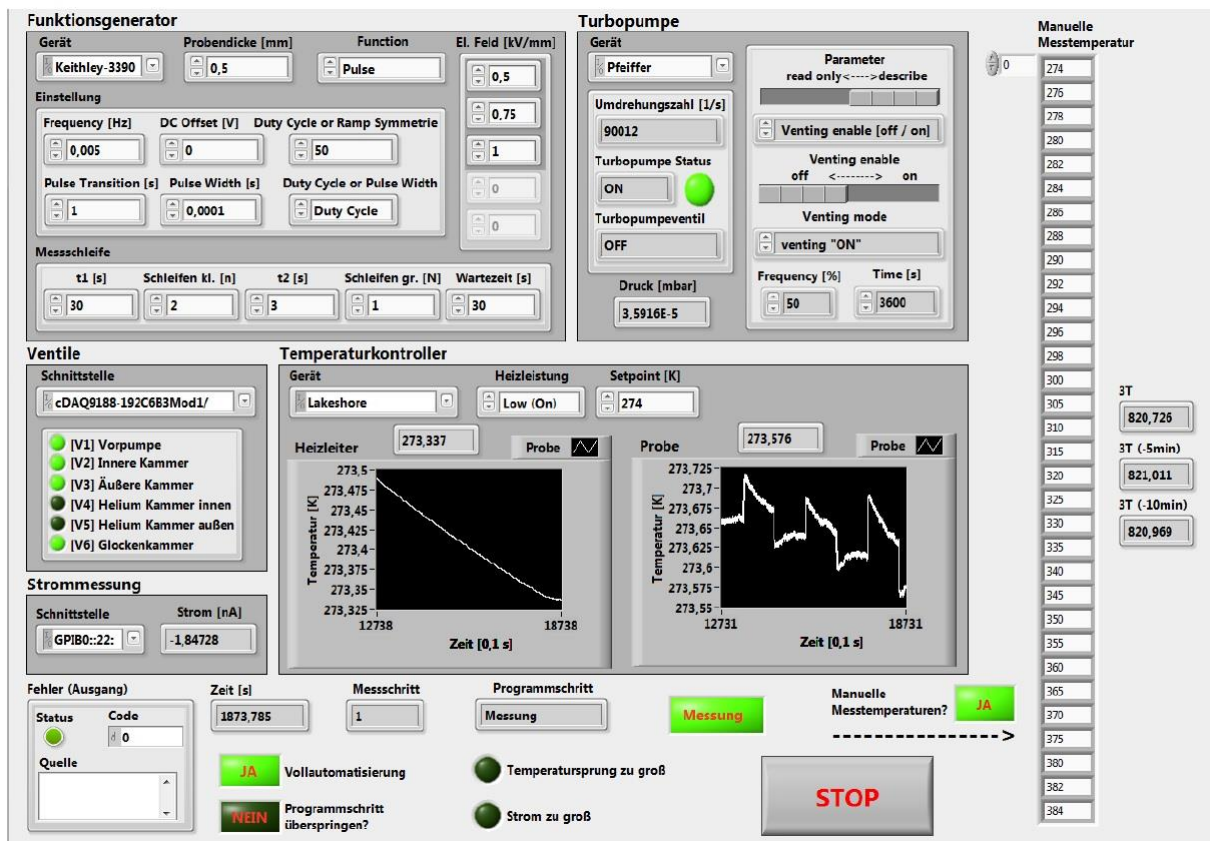 Funktionsgenerator
Gerät Probendicke [mm] Function El. Feld [kV/mm]
Keithley-3390 0,5 Pulse 0,5
Einstellung
0,75
Frequency [Hz] DC Offset [V] Duty Cycle or Ramp Symmetrie
0,005 0 50 1
Pulse Transition [s] Pulse Width [s] Duty Cycle or Pulse Width
1 0,0001 Duty Cycle 0
0
Messschleife
t1 [s] Schleifen kl. [n] t2 [s] Schleifen gr. [N] Wartezeit [s]
30 2 3 1 30
Turbopumpe
Gerät
Pfeiffer
Umdrehungszahl [1/s]
90012
Turbopumpe Status
ON
Turbopumpeventil
OFF
Druck [mbar]
3,5916E-5
Parameter
read only<---->describe
Venting enable [off / on]
Venting enable
off <--------> on
Venting mode
venting "ON"
Frequency [%] Time [s]
50 3600
Ventile
Schnittstelle
cDAQ9188-192C6B3Mod1/
[V1] Vorpumpe
[V2] Innere Kammer
[V3] Äußere Kammer
[V4] Helium Kammer innen
[V5] Helium Kammer außen
[V6] Glockenkammer
Strommessung
Schnittstelle Strom [nA]
GPIB0::22: -1,84728
Temperaturkontroller
Gerät Heizleistung Setpoint [K]
Lakeshore Low (On) 274
Heizleiter 273,337 Probe
Temperatur [K]
273,5
273,475
273,45
273,425
273,4
273,375
273,35
273,325
12738 18738
Zeit [0,1 s]
Probe 273,576 Probe
Temperatur [K]
273,725
273,7
273,675
273,65
273,625
273,6
273,575
273,55
12731 18731
Zeit [0,1 s]
Fehler (Ausgang)
Status Code
0
Quelle
Zeit [s] Messschritt Programmschritt
1873,785 1 Messung
Messung
JA Vollautomatisierung
NEIN Programmschritt
überspringen?
Temperatursprung zu groß
Strom zu groß
Manuelle
Messtemperaturen? JA
---------------->
STOP
Manuelle
Messtemperatur
0
274
276
278
280
282
284
286
288
290
292
294
296
298
300
305
310
315
320
325
330
335
340
345
350
355
360
365
370
375
380
382
384
3T
820,726
3T (-5min)
821,011
3T (-10min)
820,969